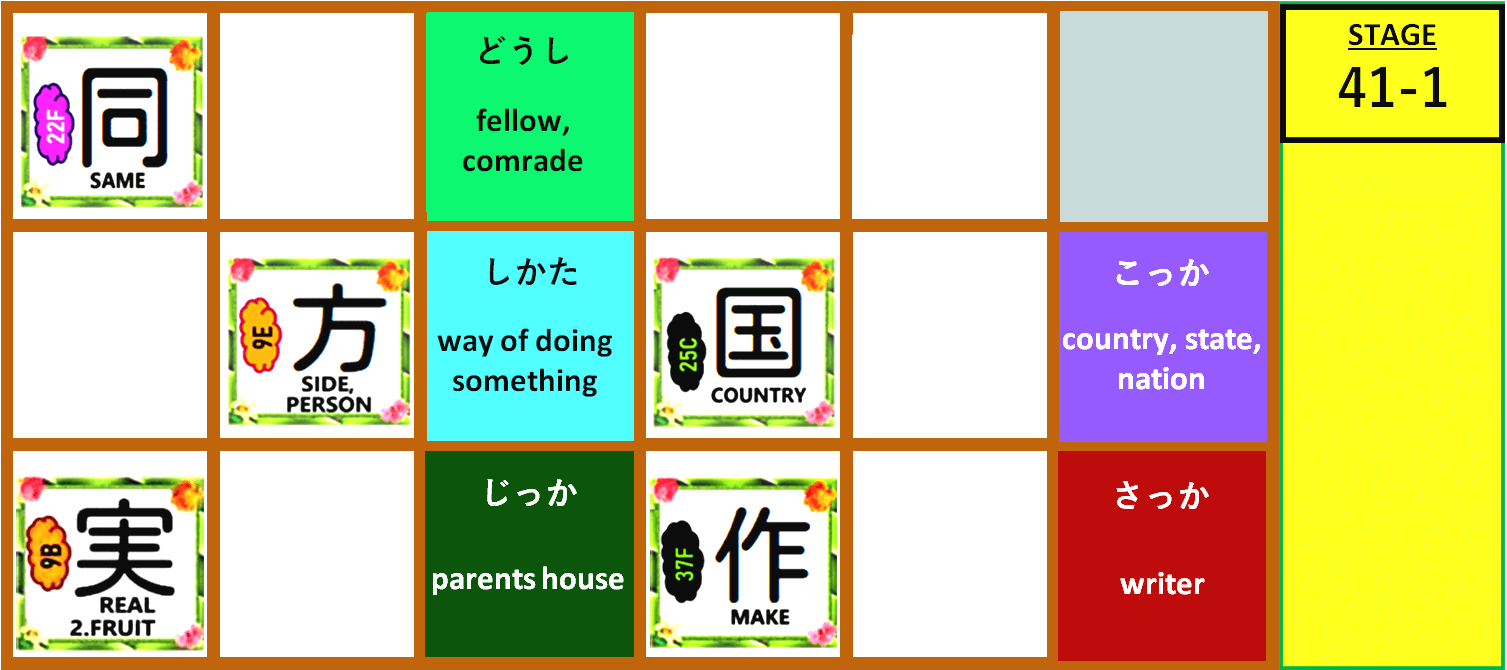 22F
同
SAME
どうし
fellow,
comrade
STAGE
41-1
9E
方
SIDE,
PERSON
しかた
way of doing
something
25C
国
COUNTRY
こっか
country, state,
nation
9B
実
REAL
2.FRUIT
じっか
parents house
37F
作
MAKE
さっか
writer